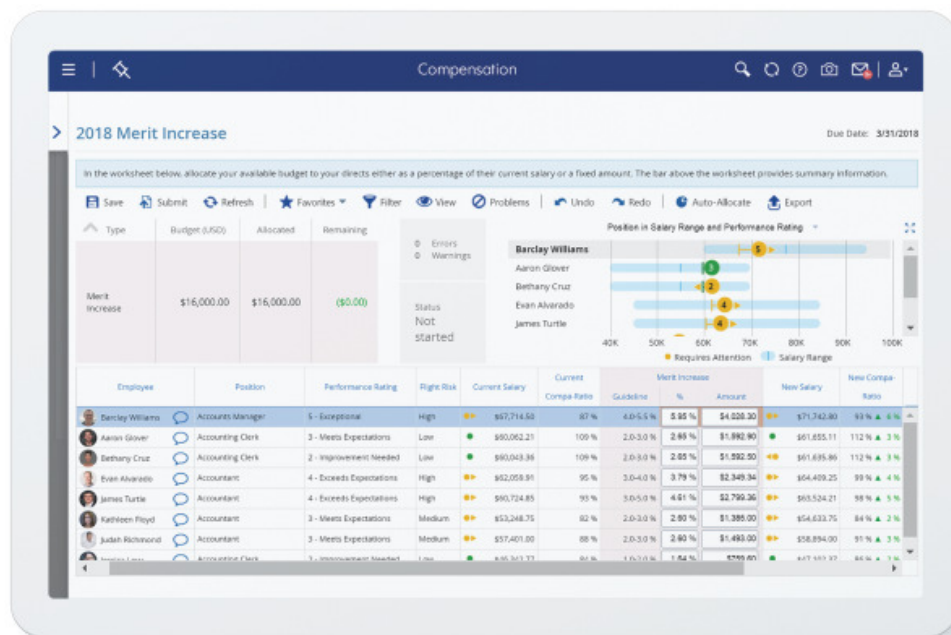 Compensation
2018 Merit Increase
Due Date: 3/31/2018
In the worksheet below, allocate your available budget to your directs either as a percentage of their current salary or a fixed amount. The bar above the worksheet provides summary information.
Save Submit Refresh Favorites Filter View Problems Undo Redo Auto-Allocate Export
Type Budget (USD) Allocated Remaining
Merit Increase $16,000.00 $16,000.00 ($0.00)
0 Errors
0 Warnings
Status
Not
started
Position in Salary Range and Performance Rating
Barclay Williams 5
Aaron Glover 3
Bethany Cruz 2
Evan Alvarado 4
James Turtle 4
40K 50K 60K 70K 80K 90K 100K
Requires Attention Salary Range
Employee Position Performance Rating Flight Risk Current Salary Current Compa-Ratio Merit Increase Guideline % Amount New Salary New Compa-Ratio
Barclay Williams Accounts Manager 5 - Exceptional High $67,714.50 87 % 4.0-5.5 % 5.95 % $4,028.30 $71,742.80 93 % ▲ 6 %
Aaron Glover Accounting Clerk 3 - Meets Expectations Low $60,062.21 109 % 2.0-3.0 % 2.65 % $1,592.90 $61,655.11 112 % ▲ 3 %
Bethany Cruz Accounting Clerk 2 - Improvement Needed Low $60,043.36 109 % 2.0-3.0 % 2.65 % $1,592.50 $61,635.86 112 % ▲ 3 %
Evan Alvarado Accountant 4 - Exceeds Expectations High $62,059.91 95 % 3.0-4.0 % 3.79 % $2,349.34 $64,409.25 99 % ▲ 4 %
James Turtle Accountant 4 - Exceeds Expectations High $60,724.85 93 % 3.0-5.0 % 4.61 % $2,799.36 $63,524.21 98 % ▲ 5 %
Kathleen Floyd Accountant 3 - Meets Expectations Medium $53,248.75 82 % 2.0-3.0 % 2.60 % $1,385.00 $54,633.75 84 % ▲ 2 %
Judah Richmond Accountant 3 - Meets Expectations Medium $57,401.00 88 % 2.0-3.0 % 2.60 % $1,493.00 $58,894.00 91 % ▲ 3 %
Accounting Clerk Low 1.64 %